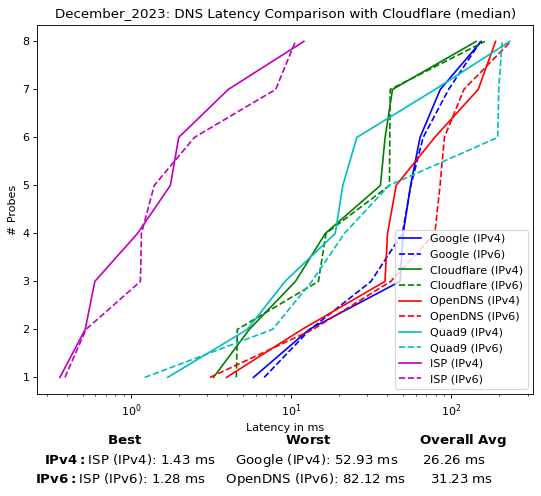 December_2023: DNS Latency Comparison with Cloudflare (median)
8
7
6
5
4
3
2
1
# Probes
Google (IPv4)
Google (IPv6)
Cloudflare (IPv4)
Cloudflare (IPv6)
OpenDNS (IPv4)
OpenDNS (IPv6)
Quad9 (IPv4)
Quad9 (IPv6)
ISP (IPv4)
ISP (IPv6)
10⁰ 10¹ 10²
Latency in ms
Best Worst Overall Avg
IPv4: ISP (IPv4): 1.43 ms Google (IPv4): 52.93 ms 26.26 ms
IPv6: ISP (IPv6): 1.28 ms OpenDNS (IPv6): 82.12 ms 31.23 ms